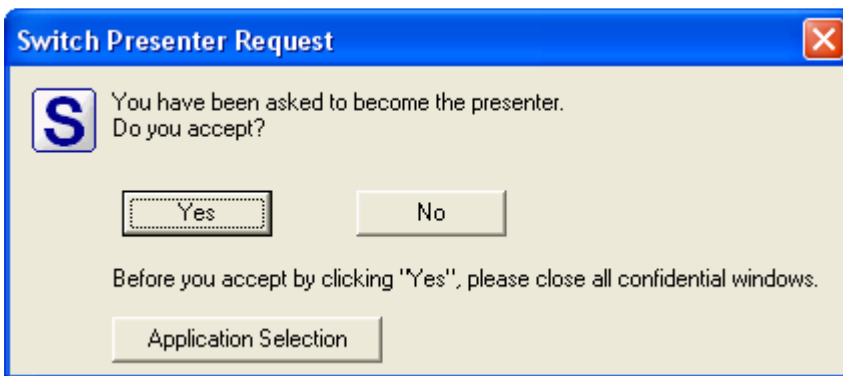 Switch Presenter Request
S
You have been asked to become the presenter.
Do you accept?
Yes No
Before you accept by clicking "Yes", please close all confidential windows.
Application Selection